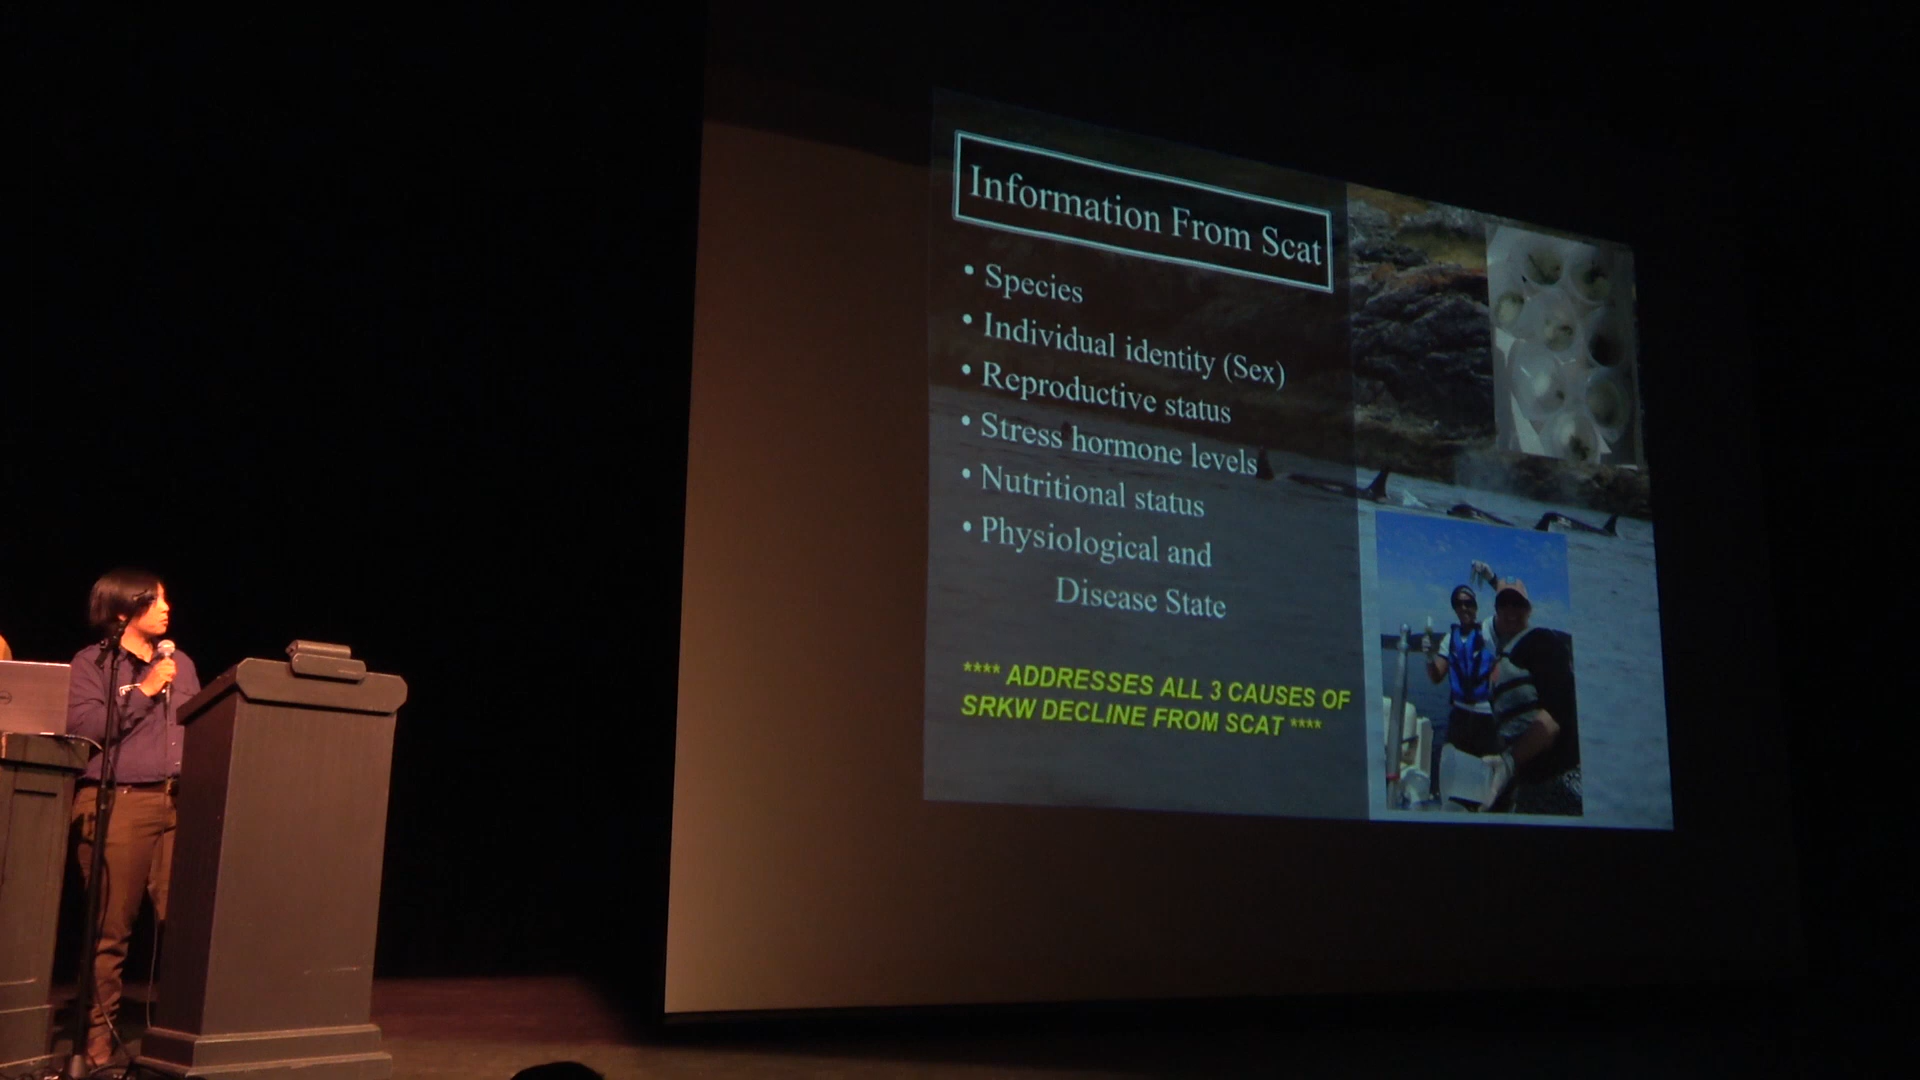 Information From Scat
• Species
• Individual identity (Sex)
• Reproductive status
• Stress hormone levels
• Nutritional status
• Physiological and
Disease State
**** ADDRESSES ALL 3 CAUSES OF
SRKW DECLINE FROM SCAT ****